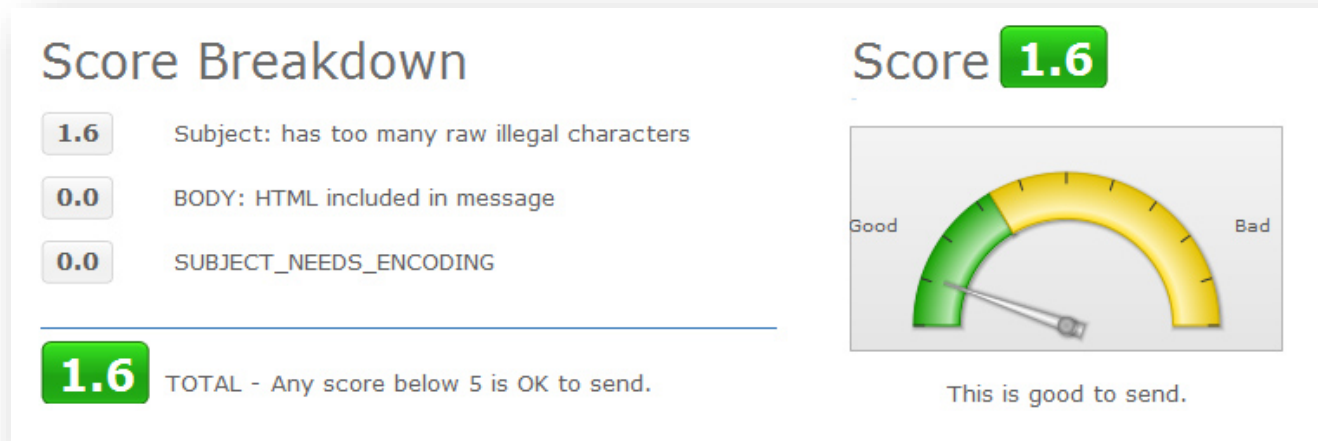 Score Breakdown
1.6 Subject: has too many raw illegal characters
0.0 BODY: HTML included in message
0.0 SUBJECT_NEEDS_ENCODING
1.6 TOTAL - Any score below 5 is OK to send.
Score 1.6
Good Bad
This is good to send.